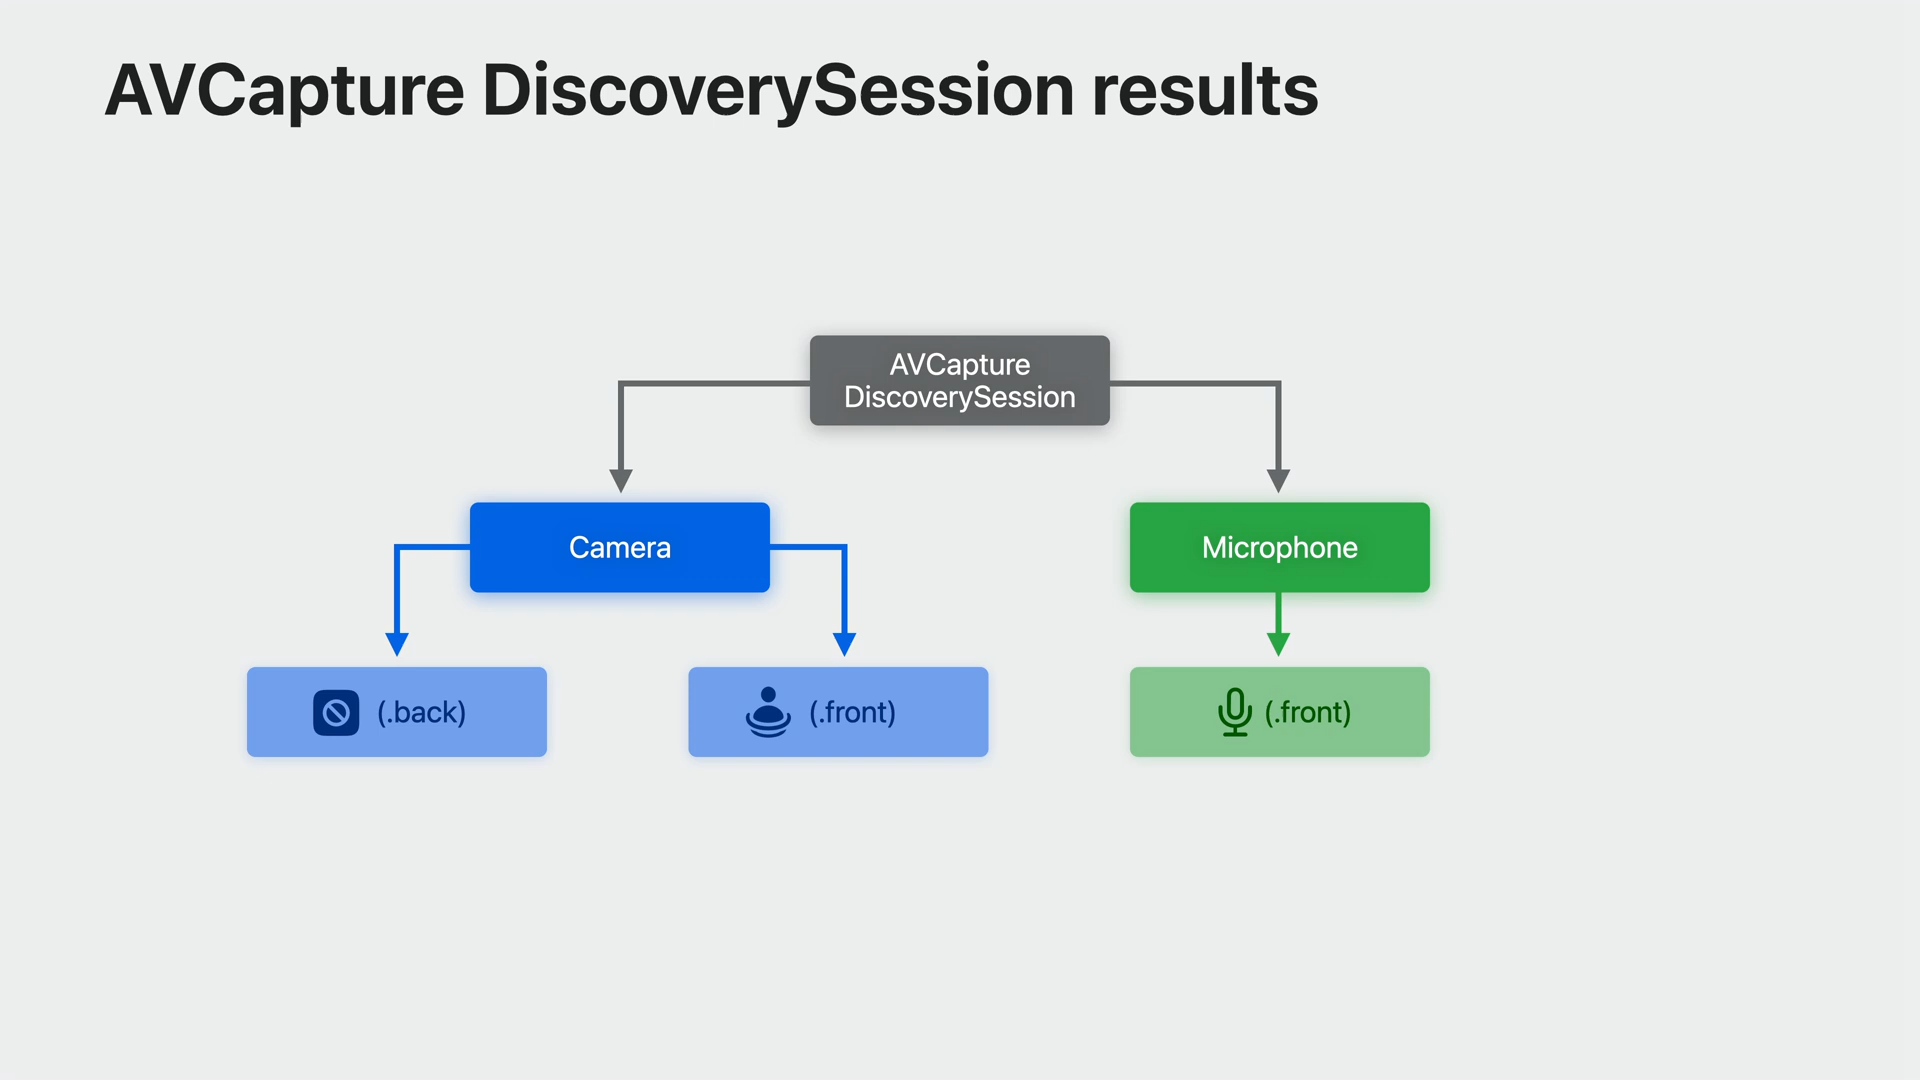 AVCapture DiscoverySession results
AVCapture
DiscoverySession
Camera
Microphone
(.back)
(.front)
(.front)